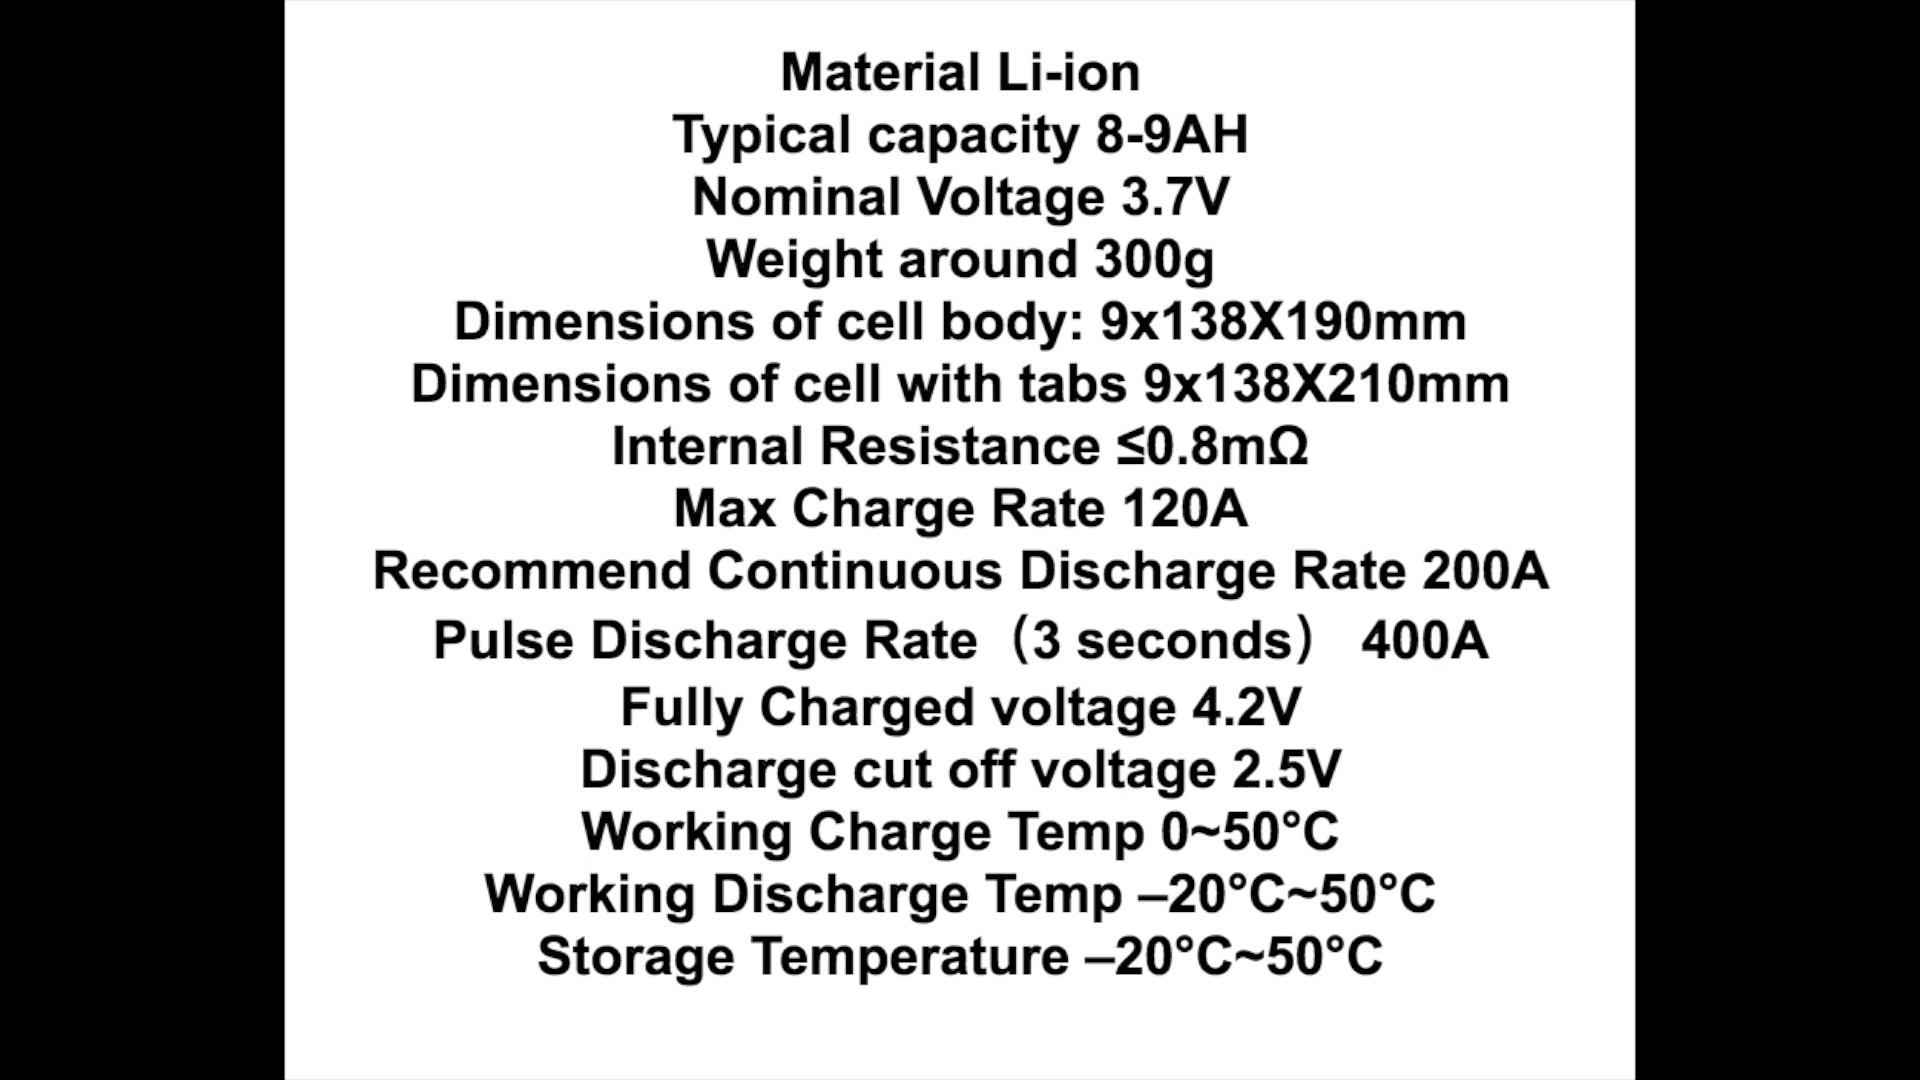 Material Li-ion
Typical capacity 8-9AH
Nominal Voltage 3.7V
Weight around 300g
Dimensions of cell body: 9x138X190mm
Dimensions of cell with tabs 9x138X210mm
Internal Resistance ≤0.8mΩ
Max Charge Rate 120A
Recommend Continuous Discharge Rate 200A
Pulse Discharge Rate（3 seconds） 400A
Fully Charged voltage 4.2V
Discharge cut off voltage 2.5V
Working Charge Temp 0~50°C
Working Discharge Temp –20°C~50°C
Storage Temperature –20°C~50°C